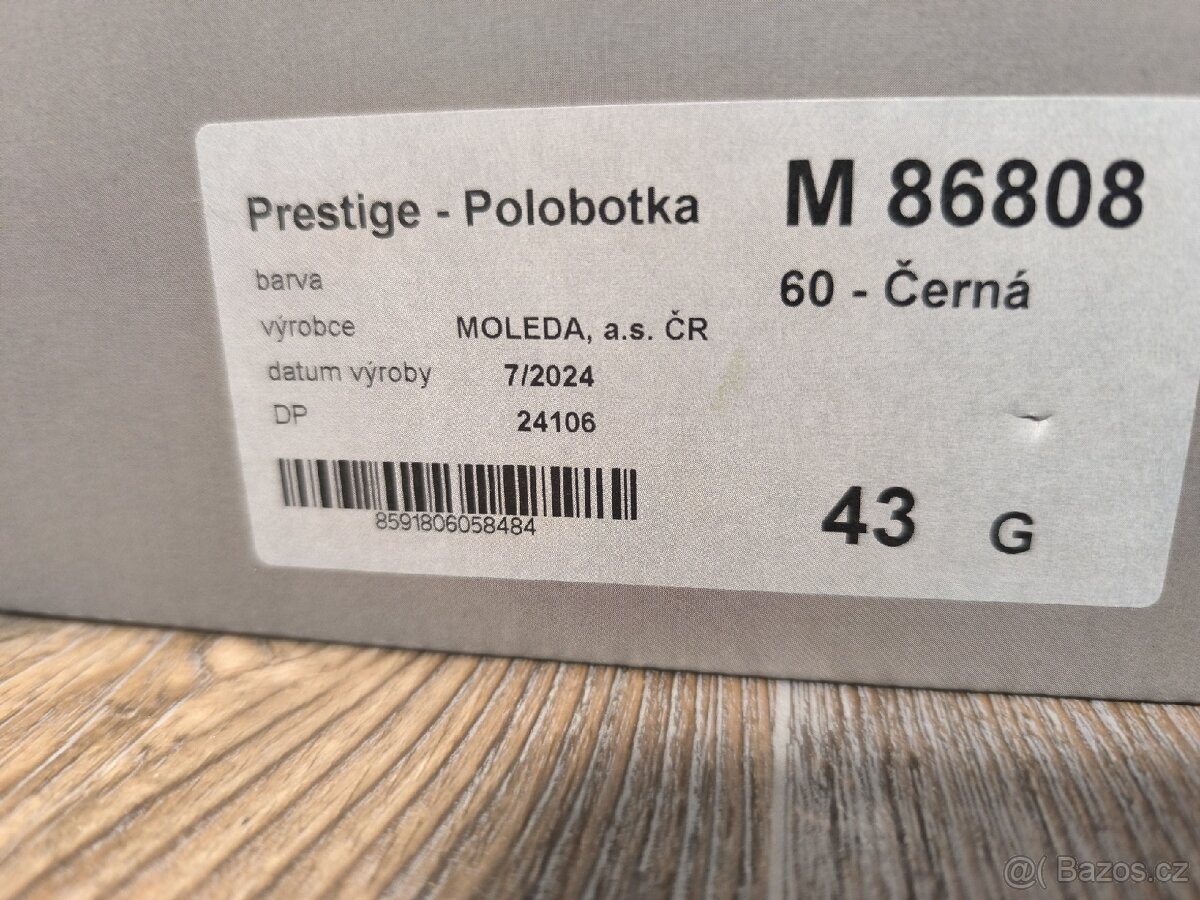 Prestige - Polobotka M 86808
barva 60 - Černá
výrobce MOLEDA, a.s. ČR
datum výroby 7/2024
DP 24106
8591806058484
43 G
@( Bazos.cz